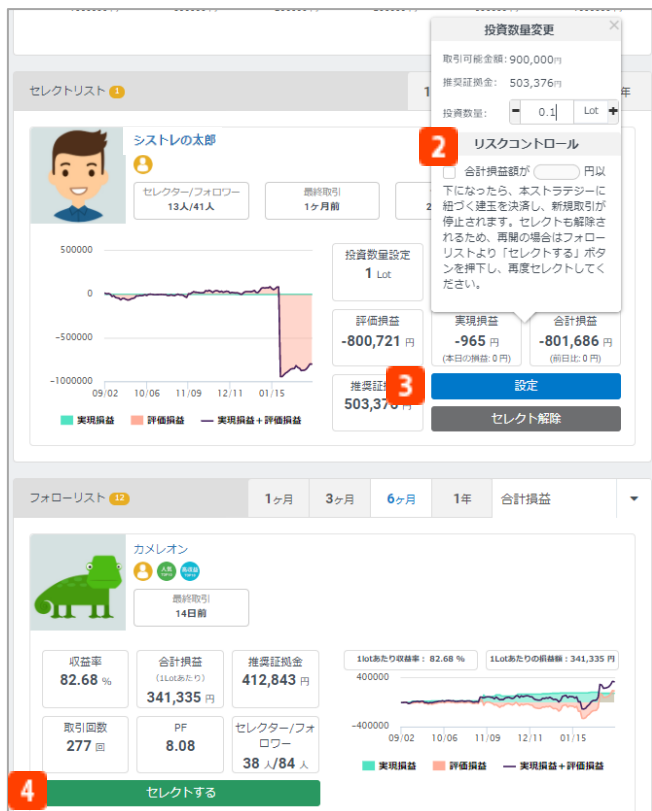 投資数量変更 ×
取引可能金額: 900,000円
推奨証拠金: 503,376円
投資数量: - 0.1 Lot +
2 リスクコントロール
合計損益額が 円以
下になったら、本ストラテジーに
紐づく建玉を決済し、新規取引が
停止されます。セレクトも解除さ
れるため、再開の場合はフォロー
リストより「セレクトする」ボタ
ンを押下し、再度セレクトしてく
ださい。
セレクトリスト 1
1
年
シストレの太郎
セレクター/フォロワー
13人/41人
最終取引
1ヶ月前
2
500000
0
-500000
-1000000
09/02 10/06 11/09 12/11 01/15
実現損益 評価損益 実現損益+評価損益
投資数量設定
1 Lot
評価損益
-800,721 円
実現損益
-965 円
(本日の損益: 0 円)
合計損益
-801,686 円
(前日比: 0 円)
推奨証拠
503,376 円
3 設定
セレクト解除
フォローリスト 12
1ヶ月 3ヶ月 6ヶ月 1年 合計損益
カメレオン
人気
最終取引
14日前
収益率
82.68 %
合計損益
(1Lotあたり)
341,335 円
推奨証拠金
412,843 円
取引回数
277 回
PF
8.08
セレクター/フォ
ロワー
38 人/84 人
1lotあたり収益率: 82.68 %
1Lotあたりの損益額: 341,335 円
400000
-400000
09/02 10/06 11/09 12/11 01/15
実現損益 評価損益 実現損益+評価損益
4 セレクトする